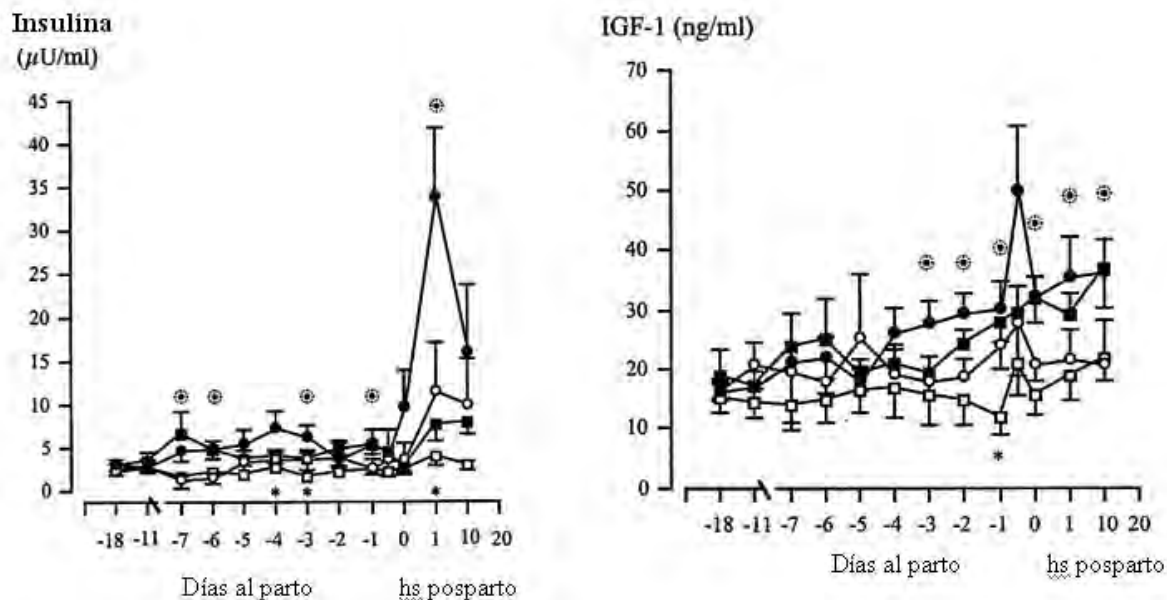 Insulina
(μU/ml)
45
40
35
30
25
20
15
10
5
0
* * *
-18 -11 -7 -6 -5 -4 -3 -2 -1 0 1 10
Días al parto hs posparto
IGF-1 (ng/ml)
70
60
50
40
30
20
10
0
*
-18 -11 -7 -6 -5 -4 -3 -2 -1 0 1 10 20
Días al parto hs posparto